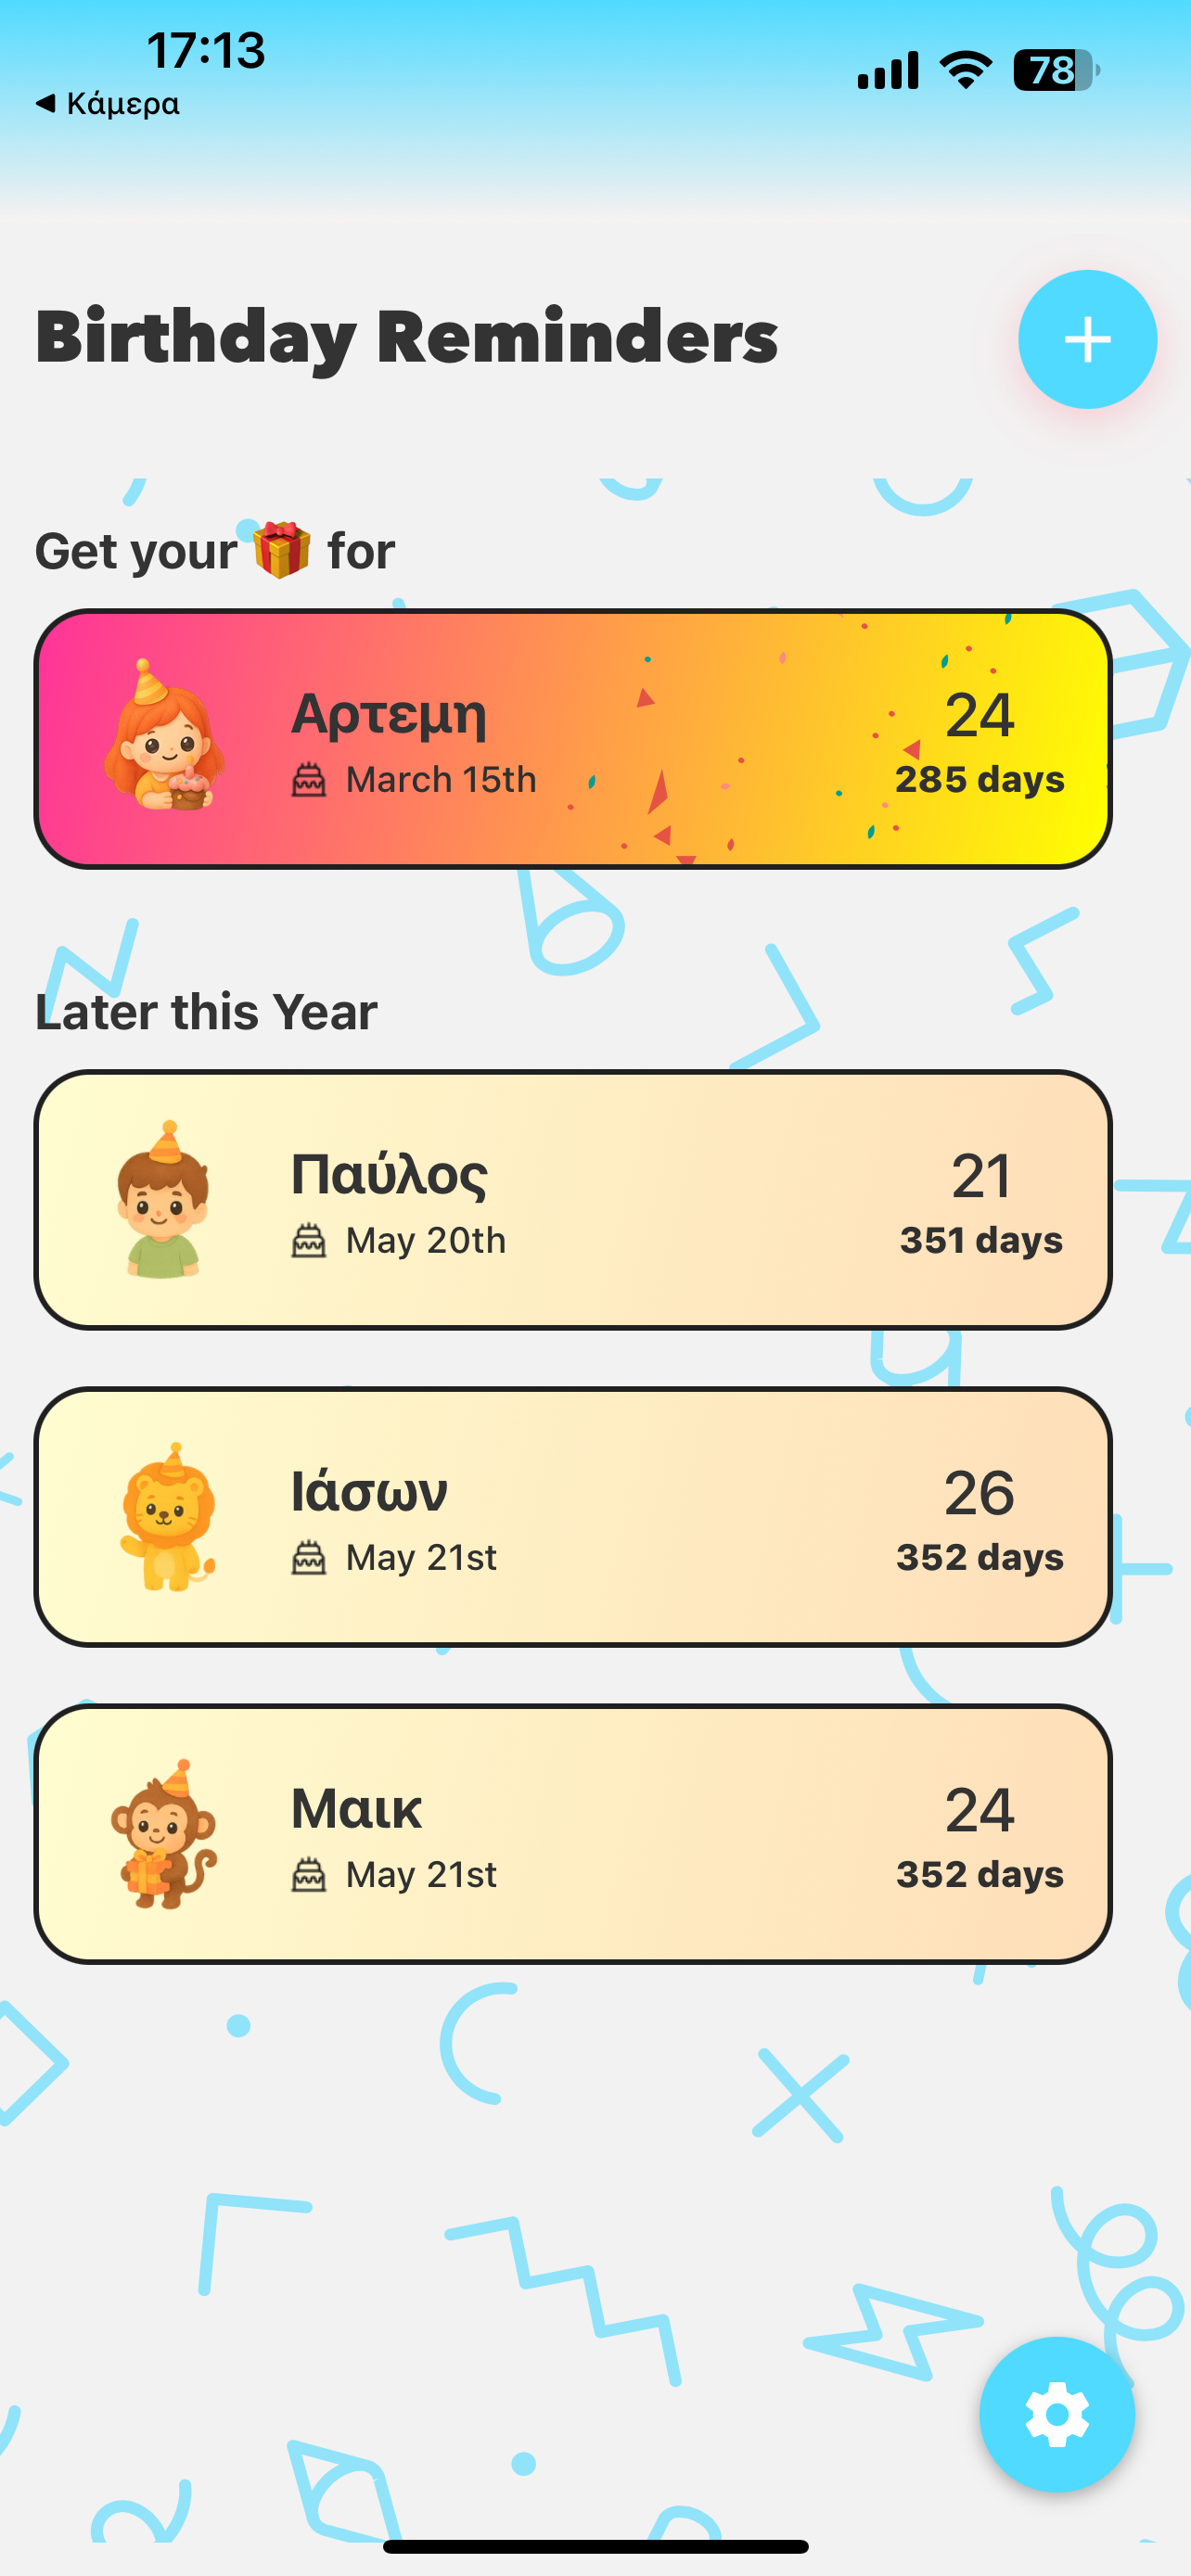 17:13
78
◀ Κάμερα
Birthday Reminders
Get your 🎁 for
Αρτεμη
24
March 15th
285 days
Later this Year
Παύλος
21
May 20th
351 days
Ιάσων
26
May 21st
352 days
Μαικ
24
May 21st
352 days